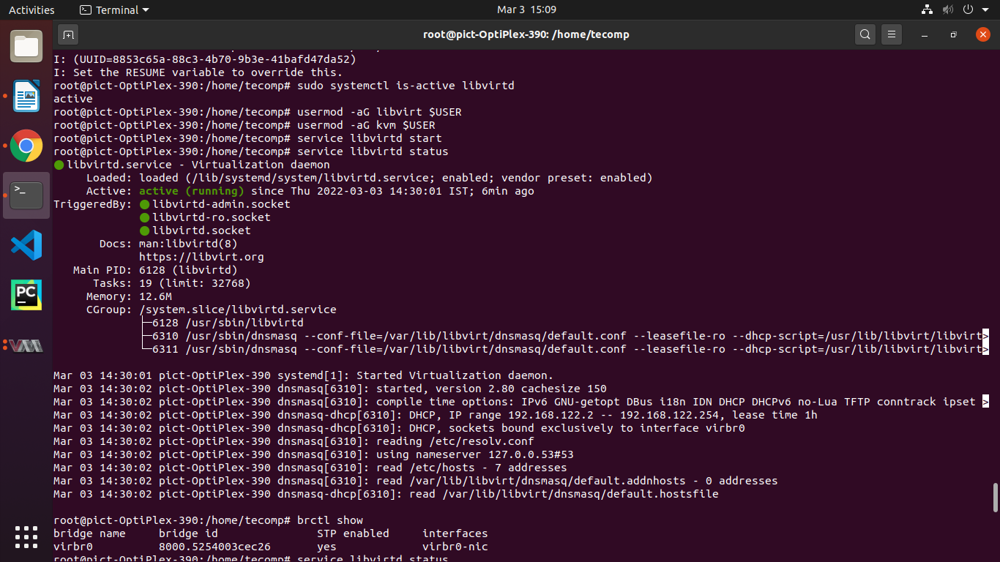 Activities
Terminal
Mar 3 15:09
root@pict-OptiPlex-390: /home/tecomp
I: (UUID=8853c65a-88c3-4b70-9b3e-41bafd47da52)
I: Set the RESUME variable to override this.
root@pict-OptiPlex-390:/home/tecomp# sudo systemctl is-active libvirtd
active
root@pict-OptiPlex-390:/home/tecomp# usermod -aG libvirt $USER
root@pict-OptiPlex-390:/home/tecomp# usermod -aG kvm $USER
root@pict-OptiPlex-390:/home/tecomp# service libvirtd start
root@pict-OptiPlex-390:/home/tecomp# service libvirtd status
● libvirtd.service - Virtualization daemon
Loaded: loaded (/lib/systemd/system/libvirtd.service; enabled; vendor preset: enabled)
Active: active (running) since Thu 2022-03-03 14:30:01 IST; 6min ago
TriggeredBy: ● libvirtd-admin.socket
● libvirtd-ro.socket
● libvirtd.socket
Docs: man:libvirtd(8)
https://libvirt.org
Main PID: 6128 (libvirtd)
Tasks: 19 (limit: 32768)
Memory: 12.6M
CGroup: /system.slice/libvirtd.service
├─6128 /usr/sbin/libvirtd
├─6310 /usr/sbin/dnsmasq --conf-file=/var/lib/libvirt/dnsmasq/default.conf --leasefile-ro --dhcp-script=/usr/lib/libvirt/libvirt>
└─6311 /usr/sbin/dnsmasq --conf-file=/var/lib/libvirt/dnsmasq/default.conf --leasefile-ro --dhcp-script=/usr/lib/libvirt/libvirt>
Mar 03 14:30:01 pict-OptiPlex-390 systemd[1]: Started Virtualization daemon.
Mar 03 14:30:02 pict-OptiPlex-390 dnsmasq[6310]: started, version 2.80 cachesize 150
Mar 03 14:30:02 pict-OptiPlex-390 dnsmasq[6310]: compile time options: IPv6 GNU-getopt DBus i18n IDN DHCP DHCPv6 no-Lua TFTP conntrack ipset >
Mar 03 14:30:02 pict-OptiPlex-390 dnsmasq-dhcp[6310]: DHCP, IP range 192.168.122.2 -- 192.168.122.254, lease time 1h
Mar 03 14:30:02 pict-OptiPlex-390 dnsmasq-dhcp[6310]: DHCP, sockets bound exclusively to interface virbr0
Mar 03 14:30:02 pict-OptiPlex-390 dnsmasq[6310]: reading /etc/resolv.conf
Mar 03 14:30:02 pict-OptiPlex-390 dnsmasq[6310]: using nameserver 127.0.0.53#53
Mar 03 14:30:02 pict-OptiPlex-390 dnsmasq[6310]: read /etc/hosts - 7 addresses
Mar 03 14:30:02 pict-OptiPlex-390 dnsmasq[6310]: read /var/lib/libvirt/dnsmasq/default.addnhosts - 0 addresses
Mar 03 14:30:02 pict-OptiPlex-390 dnsmasq-dhcp[6310]: read /var/lib/libvirt/dnsmasq/default.hostsfile
root@pict-OptiPlex-390:/home/tecomp# brctl show
bridge name bridge id STP enabled interfaces
virbr0 8000.5254003cec26 yes virbr0-nic
root@pict-OptiPlex-390:/home/tecomp# service libvirtd status